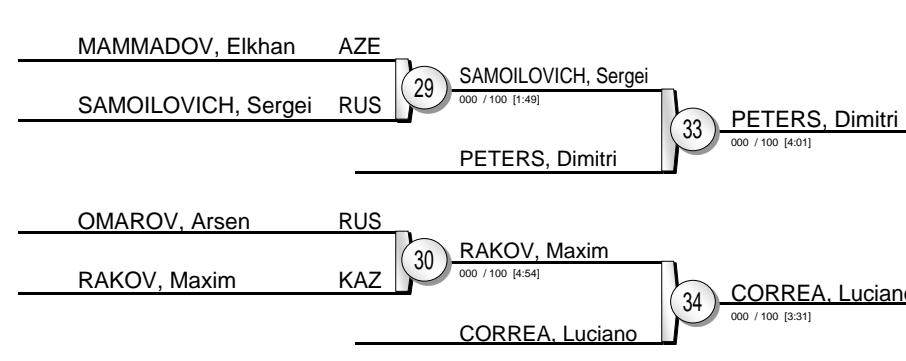 MAMMADOV, Elkhan AZE
29
SAMOILOVICH, Sergei
000 / 100 [1:49]
SAMOILOVICH, Sergei RUS
33
PETERS, Dimitri
000 / 100 [4:01]
PETERS, Dimitri
OMAROV, Arsen RUS
30
RAKOV, Maxim
000 / 100 [4:54]
RAKOV, Maxim KAZ
34
CORREA, Luciano
000 / 100 [3:31]
CORREA, Luciano